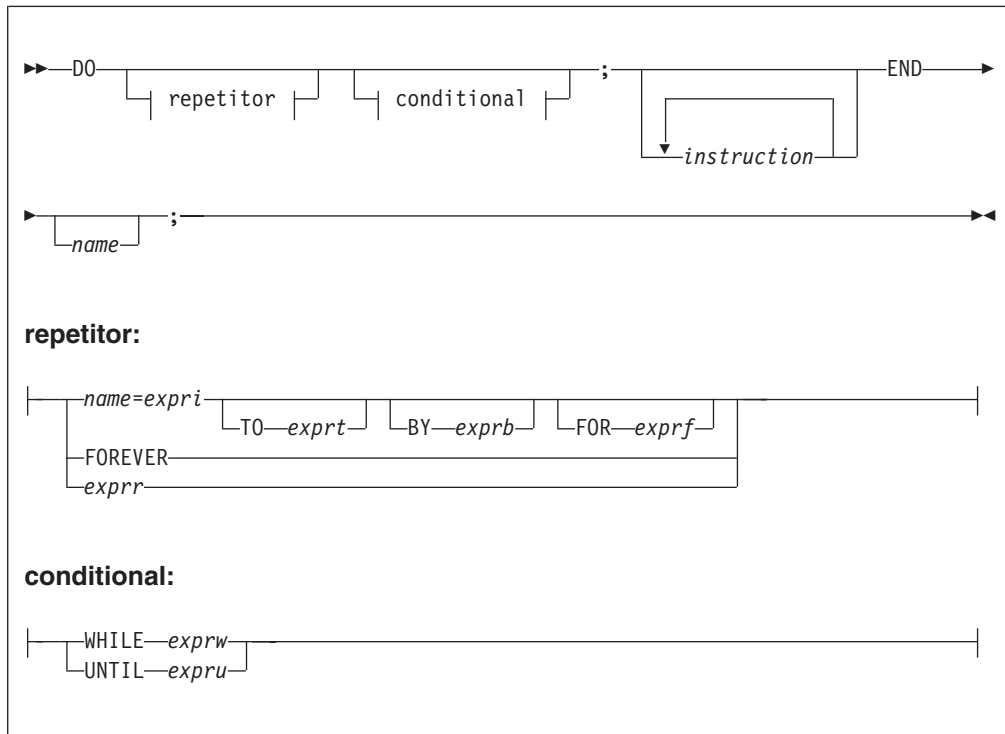 DO ; END
repetitor conditional
instruction
;
name
repetitor:
name=expri
TO exprt BY exprb FOR exprf
FOREVER
exprr
conditional:
WHILE exprw
UNTIL expru